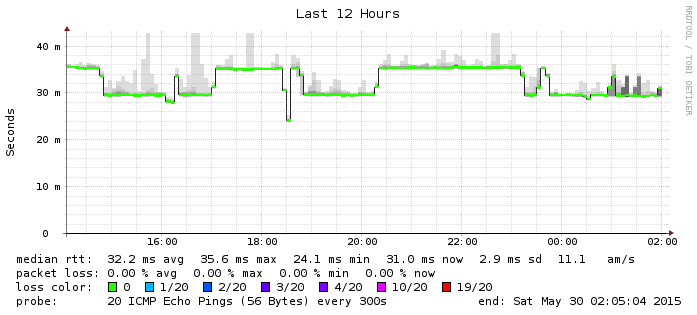 Last 12 Hours
RRDTOOL / TOBI OETIKER
Seconds
40 m
30 m
20 m
10 m
0
16:00 18:00 20:00 22:00 00:00 02:00
median rtt: 32.2 ms avg 35.6 ms max 24.1 ms min 31.0 ms now 2.9 ms sd 11.1 am/s
packet loss: 0.00 % avg 0.00 % max 0.00 % min 0.00 % now
loss color: 0 1/20 2/20 3/20 4/20 10/20 19/20
probe: 20 ICMP Echo Pings (56 Bytes) every 300s end: Sat May 30 02:05:04 2015